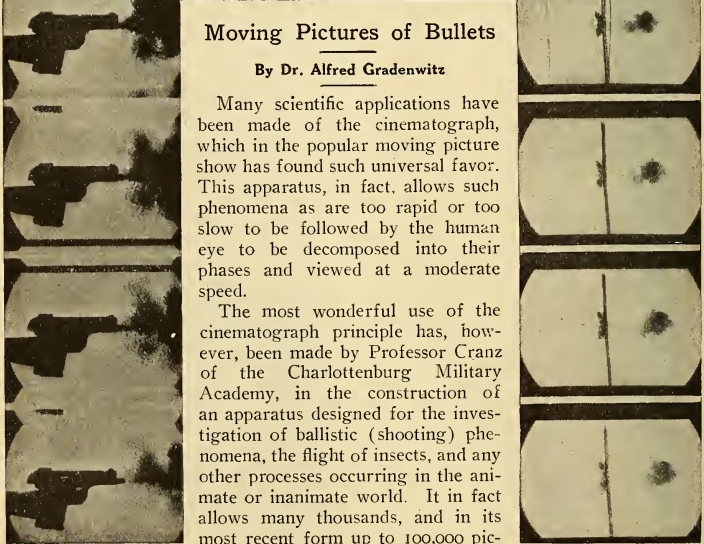 Moving Pictures of Bullets
By Dr. Alfred Gradenwitz
Many scientific applications have
been made of the cinematograph,
which in the popular moving picture
show has found such universal favor.
This apparatus, in fact, allows such
phenomena as are too rapid or too
slow to be followed by the human
eye to be decomposed into their
phases and viewed at a moderate
speed.
The most wonderful use of the
cinematograph principle has, how-
ever, been made by Professor Cranz
of the Charlottenburg Military
Academy, in the construction of
an apparatus designed for the inves-
tigation of ballistic (shooting) phe-
nomena, the flight of insects, and any
other processes occurring in the ani-
mate or inanimate world. It in fact
allows many thousands, and in its
most recent form up to 100,000 pic-